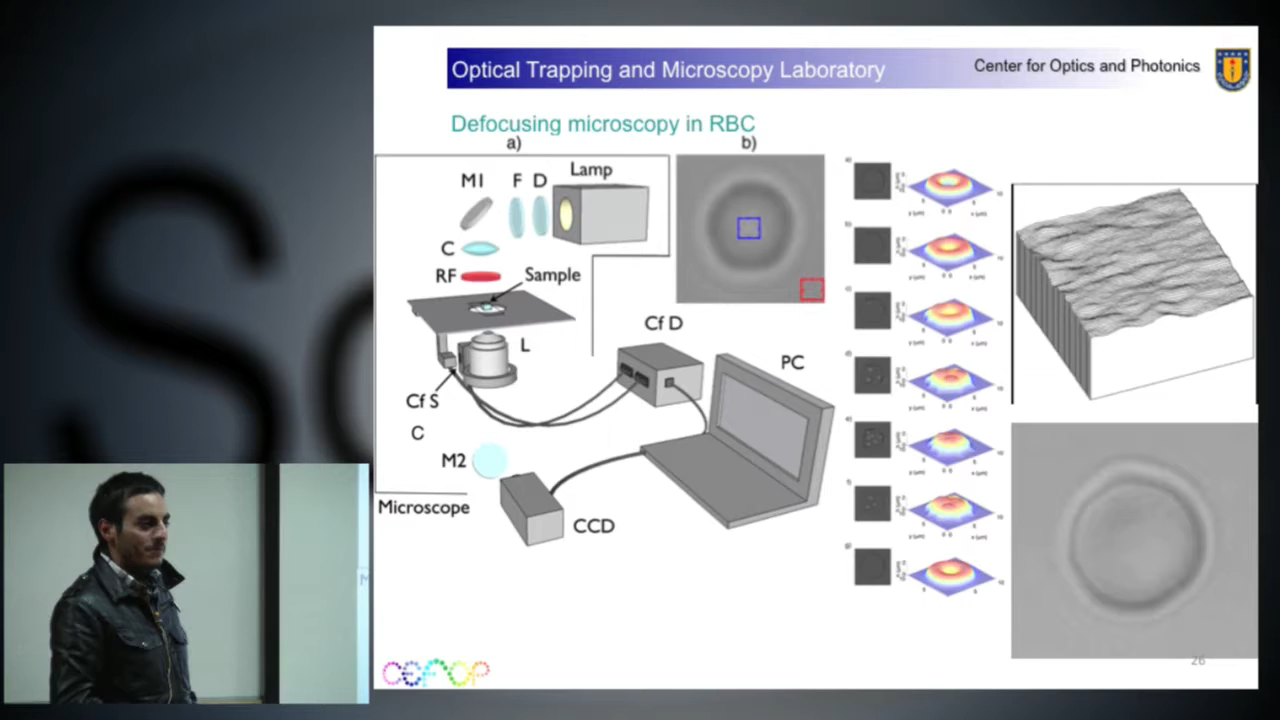 Optical Trapping and Microscopy Laboratory
Center for Optics and Photonics
Defocusing microscopy in RBC
a)
b)
Lamp
M1
F
D
C
RF
Sample
Cf D
L
PC
Cf S
C
M2
Microscope
CCD
a)
b)
c)
d)
e)
f)
g)
26
CEFOP